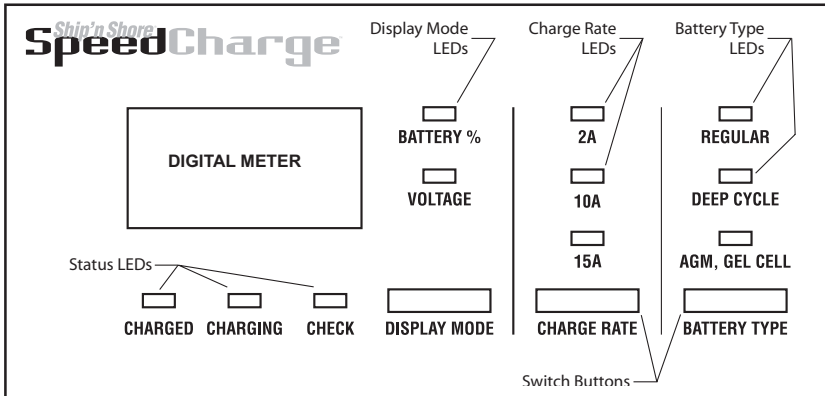 Ship'n Shore
SpeedCharge
Display Mode
LEDs
Charge Rate
LEDs
Battery Type
LEDs
DIGITAL METER
BATTERY %
VOLTAGE
2A
10A
15A
REGULAR
DEEP CYCLE
AGM, GEL CELL
Status LEDs
CHARGED
CHARGING
CHECK
DISPLAY MODE
CHARGE RATE
BATTERY TYPE
Switch Buttons